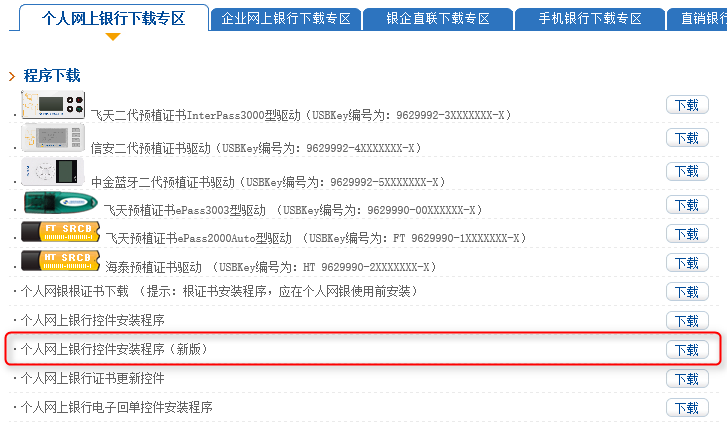 个人网上银行下载专区 企业网上银行下载专区 银企直联下载专区 手机银行下载专区 直销银行
程序下载
· 飞天二代预植证书InterPass3000型驱动（USBKey编号为：9629992-3XXXXXXX-X） 下载
· 信安二代预植证书驱动（USBKey编号为：9629992-4XXXXXXX-X） 下载
· 中金蓝牙二代预植证书驱动（USBKey编号为：9629992-5XXXXXXX-X） 下载
· 飞天预植证书ePass3003型驱动 （USBKey编号为：9629990-00XXXXXX-X） 下载
· FT SRCB 飞天预植证书ePass2000Auto型驱动 （USBKey编号为：FT 9629990-1XXXXXXX-X） 下载
· HT SRCB 海泰预植证书驱动 （USBKey编号为：HT 9629990-2XXXXXXX-X） 下载
· 个人网银根证书下载 （提示：根证书安装程序，应在个人网银使用前安装） 下载
· 个人网上银行控件安装程序 下载
· 个人网上银行控件安装程序（新版） 下载
· 个人网上银行证书更新控件 下载
· 个人网上银行电子回单控件安装程序 下载